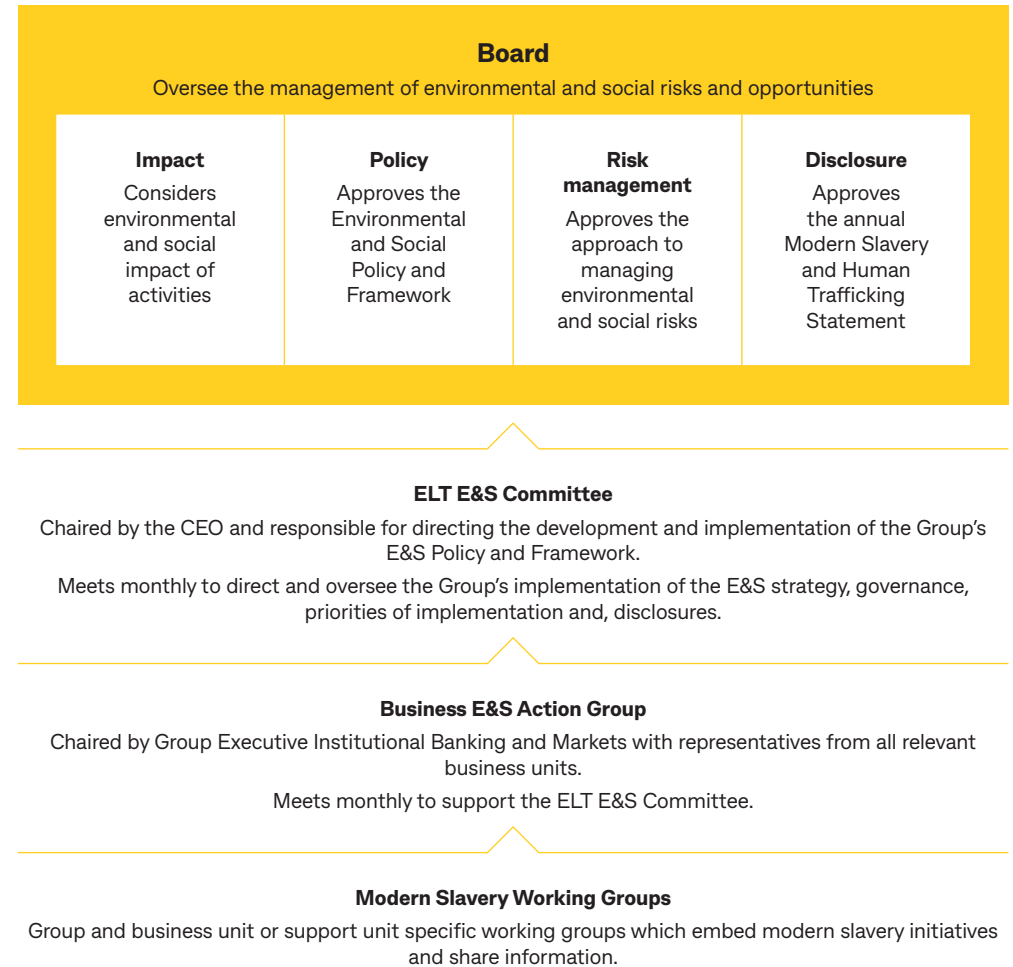 Board
Oversee the management of environmental and social risks and opportunities
Impact
Considers
environmental
and social
impact of
activities
Policy
Approves the
Environmental
and Social
Policy and
Framework
Risk
management
Approves the
approach to
managing
environmental
and social risks
Disclosure
Approves
the annual
Modern Slavery
and Human
Trafficking
Statement
ELT E&S Committee
Chaired by the CEO and responsible for directing the development and implementation of the Group’s
E&S Policy and Framework.
Meets monthly to direct and oversee the Group’s implementation of the E&S strategy, governance,
priorities of implementation and, disclosures.
Business E&S Action Group
Chaired by Group Executive Institutional Banking and Markets with representatives from all relevant
business units.
Meets monthly to support the ELT E&S Committee.
Modern Slavery Working Groups
Group and business unit or support unit specific working groups which embed modern slavery initiatives
and share information.